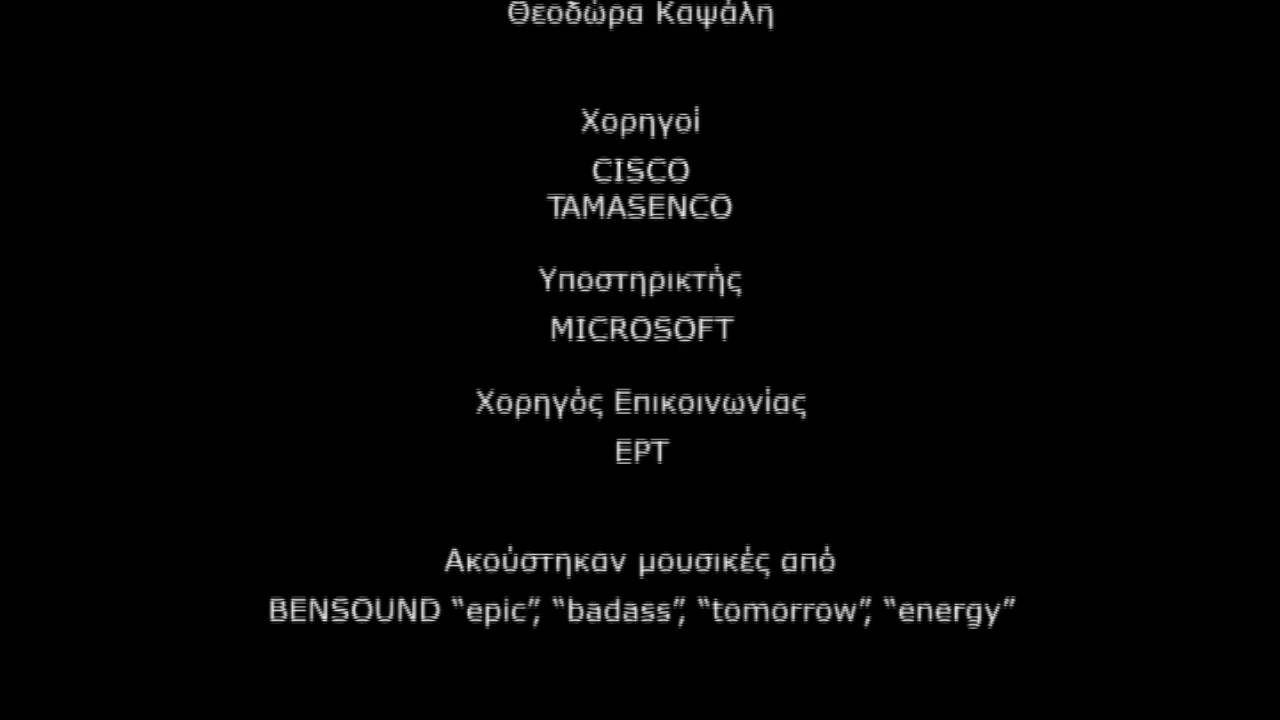 Θεοδώρα Καψάλη
Χορηγοί
CISCO
TAMASENCO
Υποστηρικτής
MICROSOFT
Χορηγός Επικοινωνίας
ΕΡΤ
Ακούστηκαν μουσικές από
BENSOUND “epic”, “badass”, “tomorrow”, “energy”